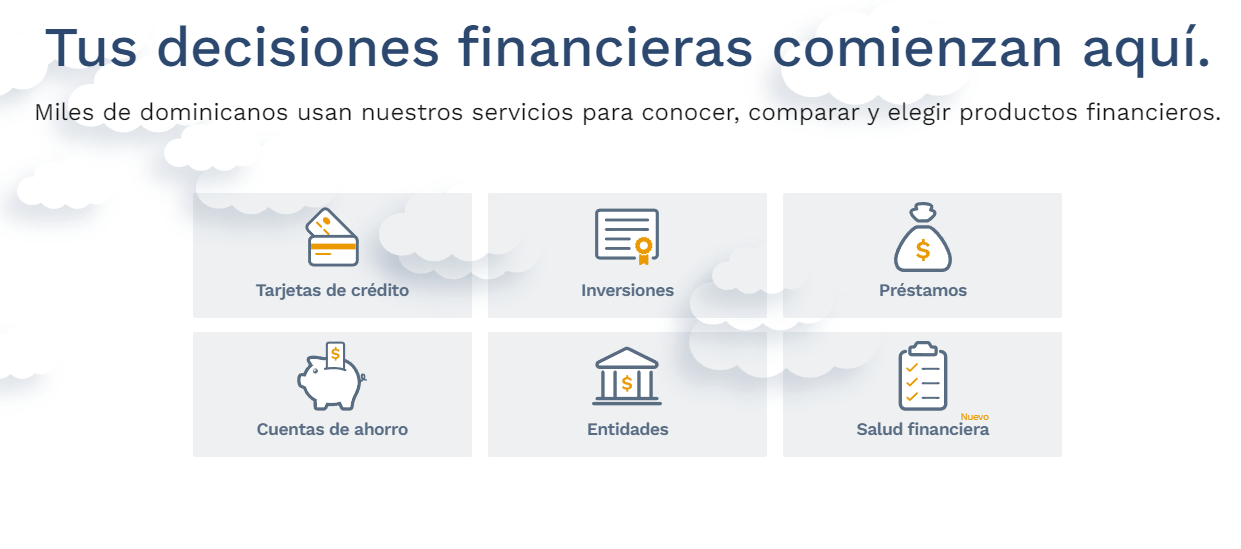 Tus decisiones financieras comienzan aquí.
Miles de dominicanos usan nuestros servicios para conocer, comparar y elegir productos financieros.
Tarjetas de crédito
Inversiones
$
Préstamos
$
Cuentas de ahorro
$
Entidades
Nuevo
Salud financiera